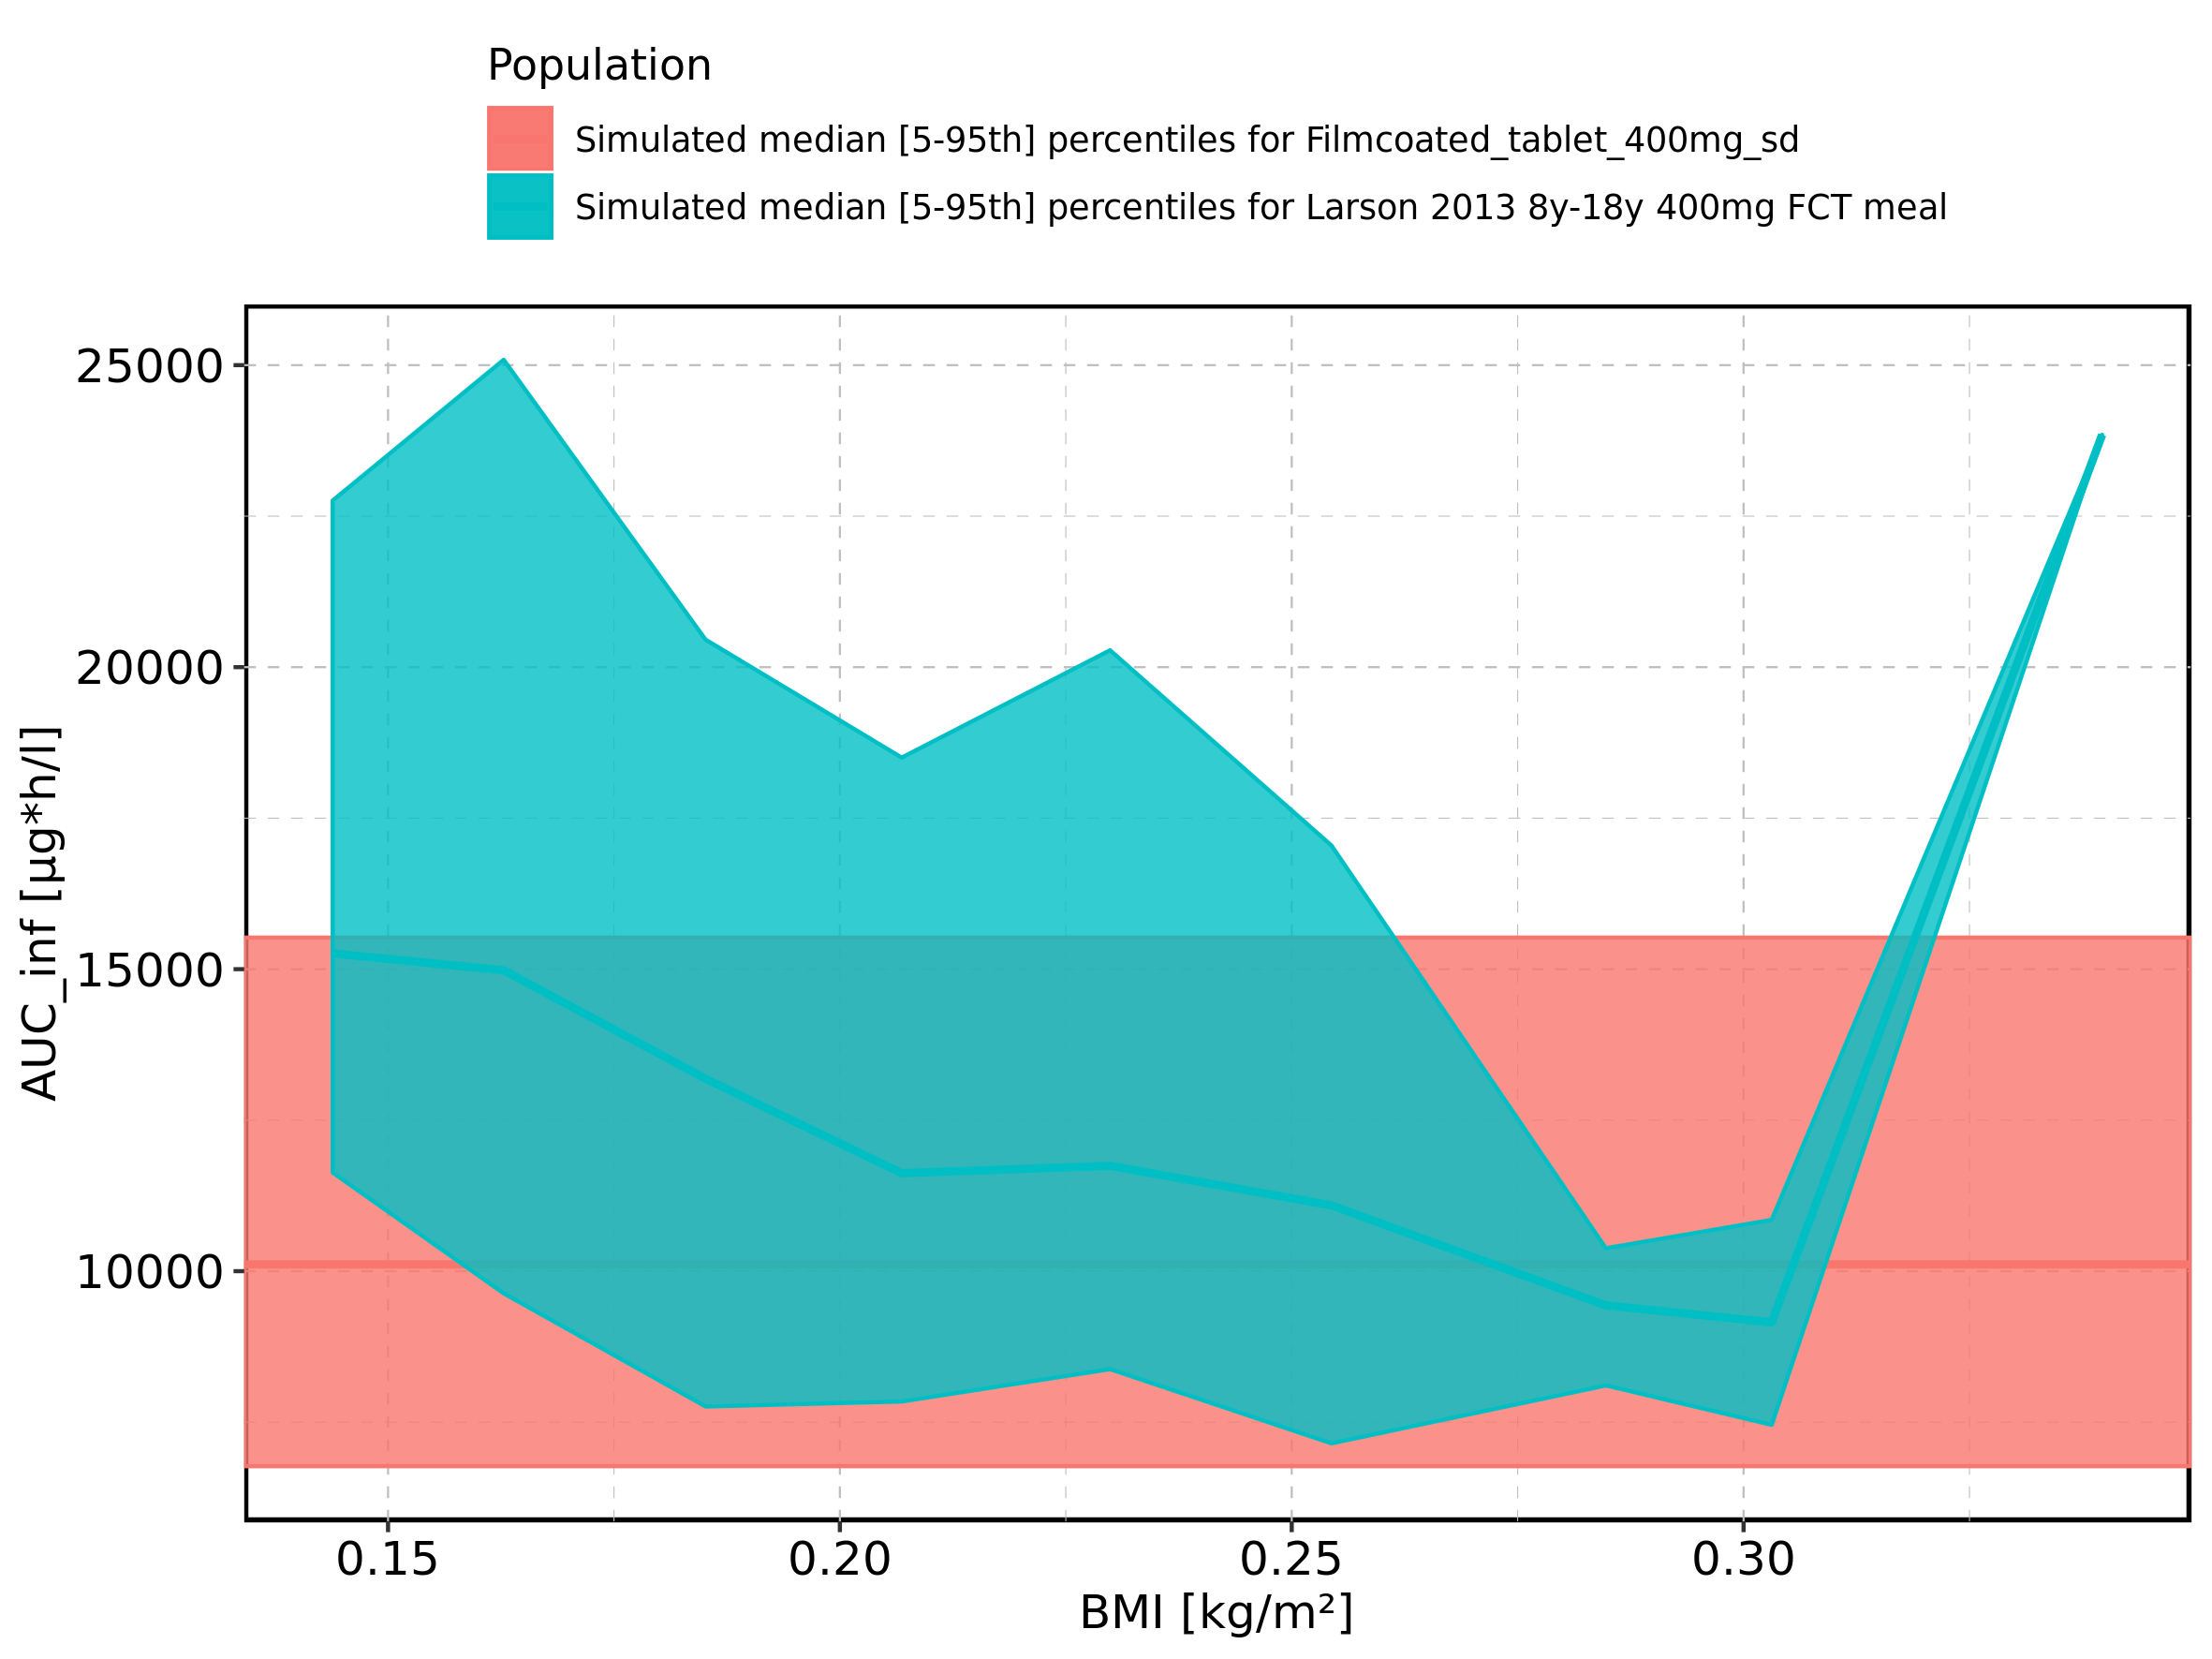 Population
Simulated median [5-95th] percentiles for Filmcoated_tablet_400mg_sd
Simulated median [5-95th] percentiles for Larson 2013 8y-18y 400mg FCT meal
AUC_inf [µg*h/l]
25000
20000
15000
10000
0.15 0.20 0.25 0.30
BMI [kg/m²]